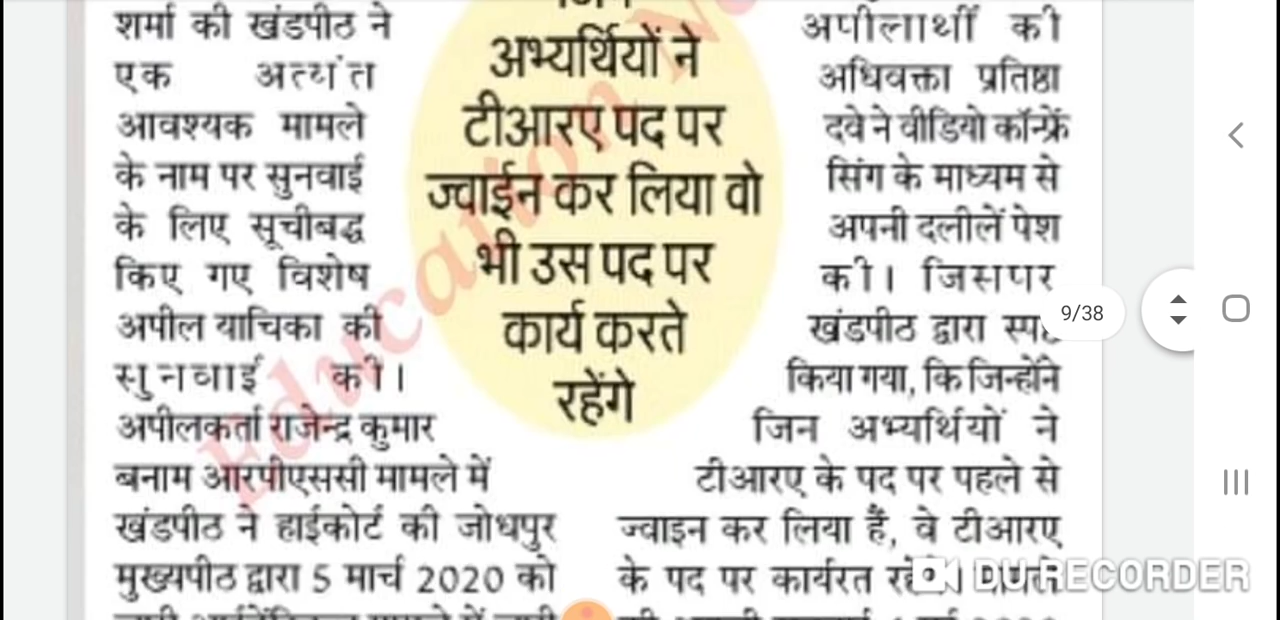 शर्मा की खंडपीठ ने
एक अत्यंत
आवश्यक मामले
के नाम पर सुनवाई
के लिए सूचीबद्ध
किए गए विशेष
अपील याचिका की
सुनवाई की।
अपीलकर्ता राजेन्द्र कुमार
बनाम आरपीएससी मामले में
खंडपीठ ने हाईकोर्ट की जोधपुर
मुख्यपीठ द्वारा 5 मार्च 2020 को
अभ्यर्थियों ने
टीआरए पद पर
ज्वाईन कर लिया वो
भी उस पद पर
कार्य करते
रहेंगे
अपीलार्थी की
अधिवक्ता प्रतिष्ठा
दवे ने वीडियो कॉन्फ्रें
सिंग के माध्यम से
अपनी दलीलें पेश
की। जिसपर
खंडपीठ द्वारा
किया गया, कि जिन्होंने
जिन अभ्यर्थियों ने
टीआरए के पद पर पहले से
ज्वाइन कर लिया हैं, वे टीआरए
के पद पर कार्यरत
Education
9/38
DU RECORDER